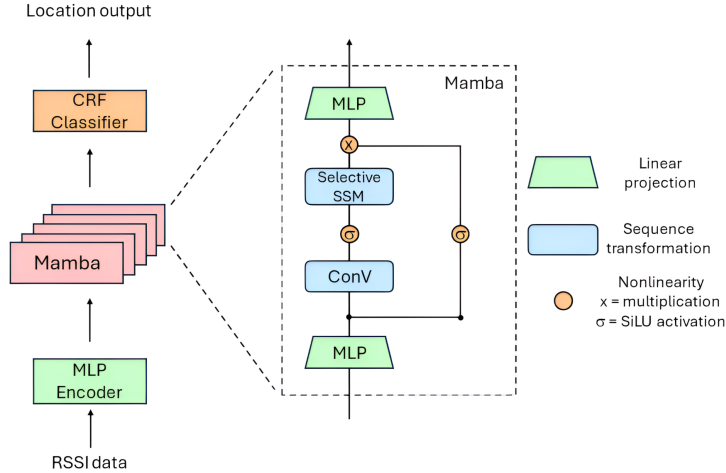 Location output
CRF
Classifier
Mamba
MLP
Encoder
RSSI data
Mamba
MLP
x
Selective
SSM
σ
σ
ConV
MLP
Linear
projection
Sequence
transformation
Nonlinearity
x = multiplication
σ = SiLU activation